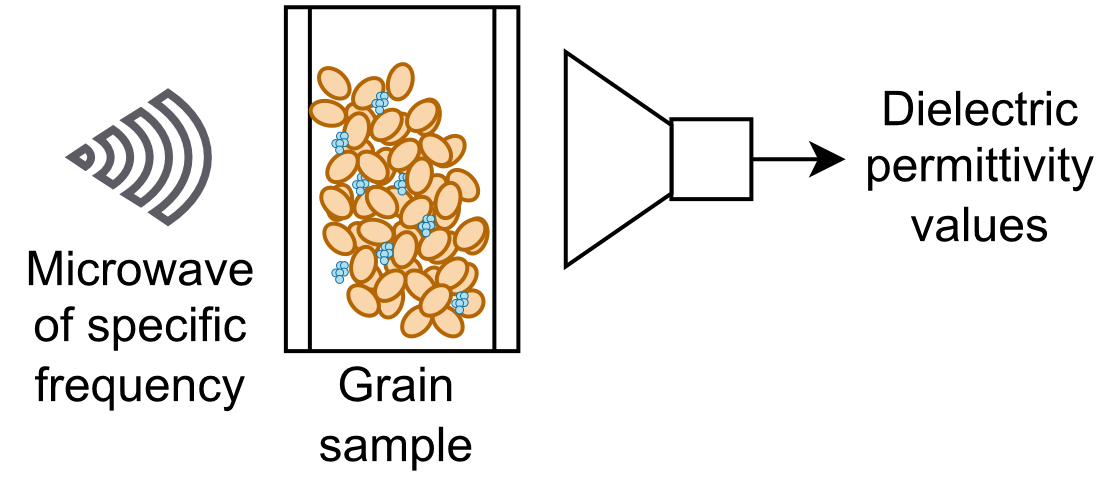 Microwave
of specific
frequency
Grain
sample
Dielectric
permittivity
values